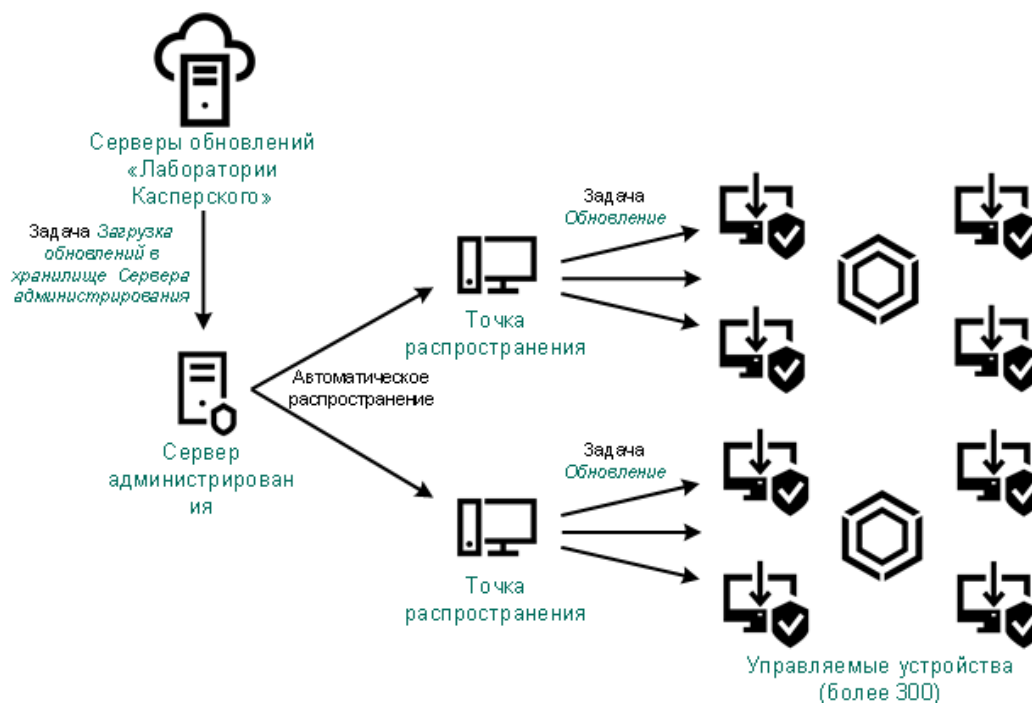 Серверы обновлений
«Лаборатории
Касперского»
Задача Загрузка
обновлений в
хранилище Сервера
администрирования
Сервер
администрирован
ия
Автоматическое
распространение
Точка
распространения
Задача
Обновление
Точка
распространения
Задача
Обновление
Управляемые устройства
(более 300)